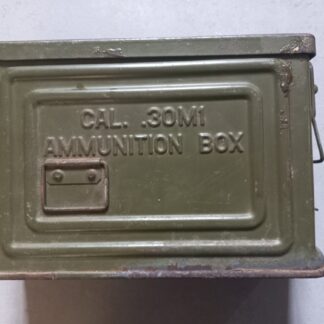 CAL. .30M1
AMMUNITION BOX